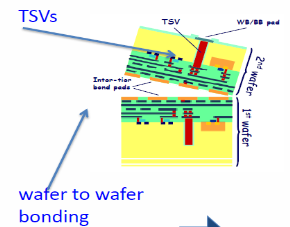 TSVs
TSV
WB/BB pad
2nd wafer
Inter-tier
bond pads
1st wafer
wafer to wafer
bonding